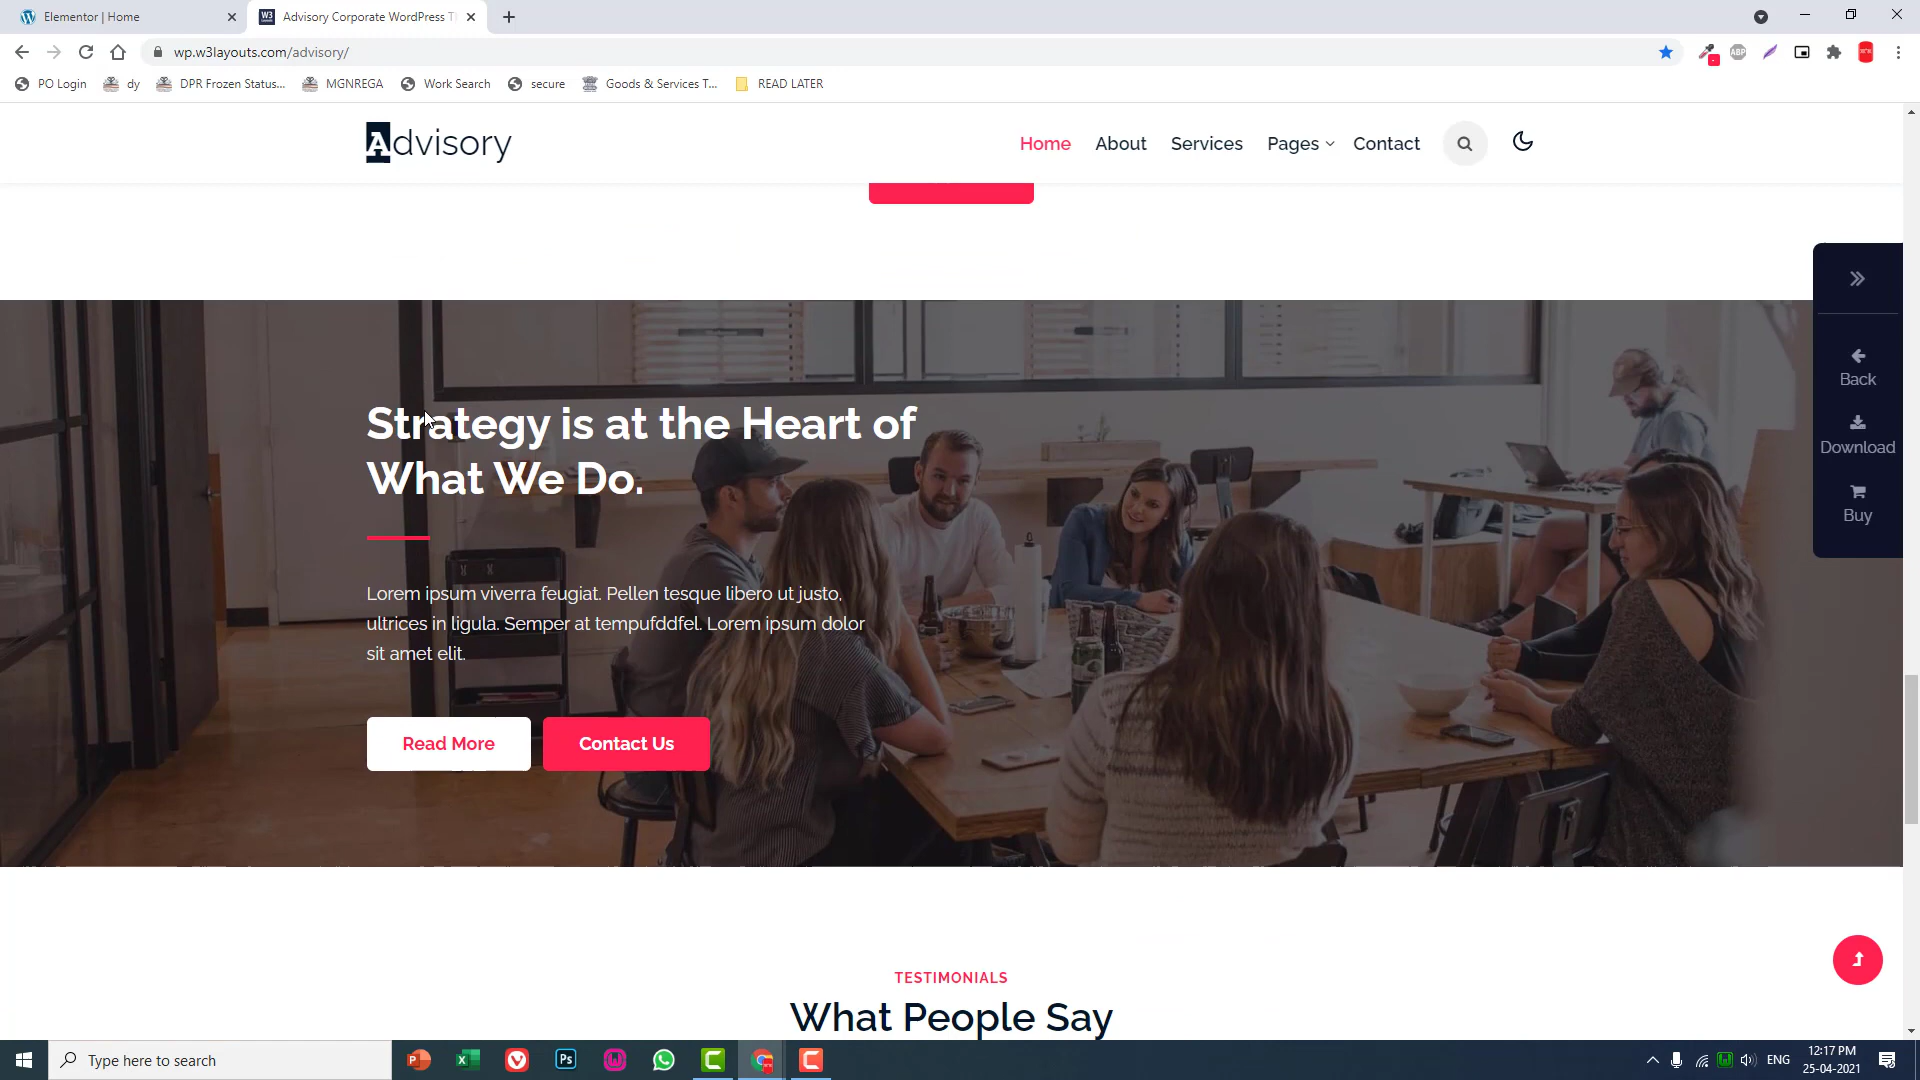 Elementor | Home
Advisory Corporate WordPress T
wp.w3layouts.com/advisory/
ABP
PO Login
dy
DPR Frozen Status...
MGNREGA
Work Search
secure
Goods & Services T...
READ LATER
Advisory
Home
About
Services
Pages
Contact
Back
Download
Buy
Strategy is at the Heart of
What We Do.
Lorem ipsum viverra feugiat. Pellen tesque libero ut justo,
ultrices in ligula. Semper at tempufddfel. Lorem ipsum dolor
sit amet elit.
Read More
Contact Us
TESTIMONIALS
What People Say
Type here to search
Ps
ENG
12:17 PM
25-04-2021